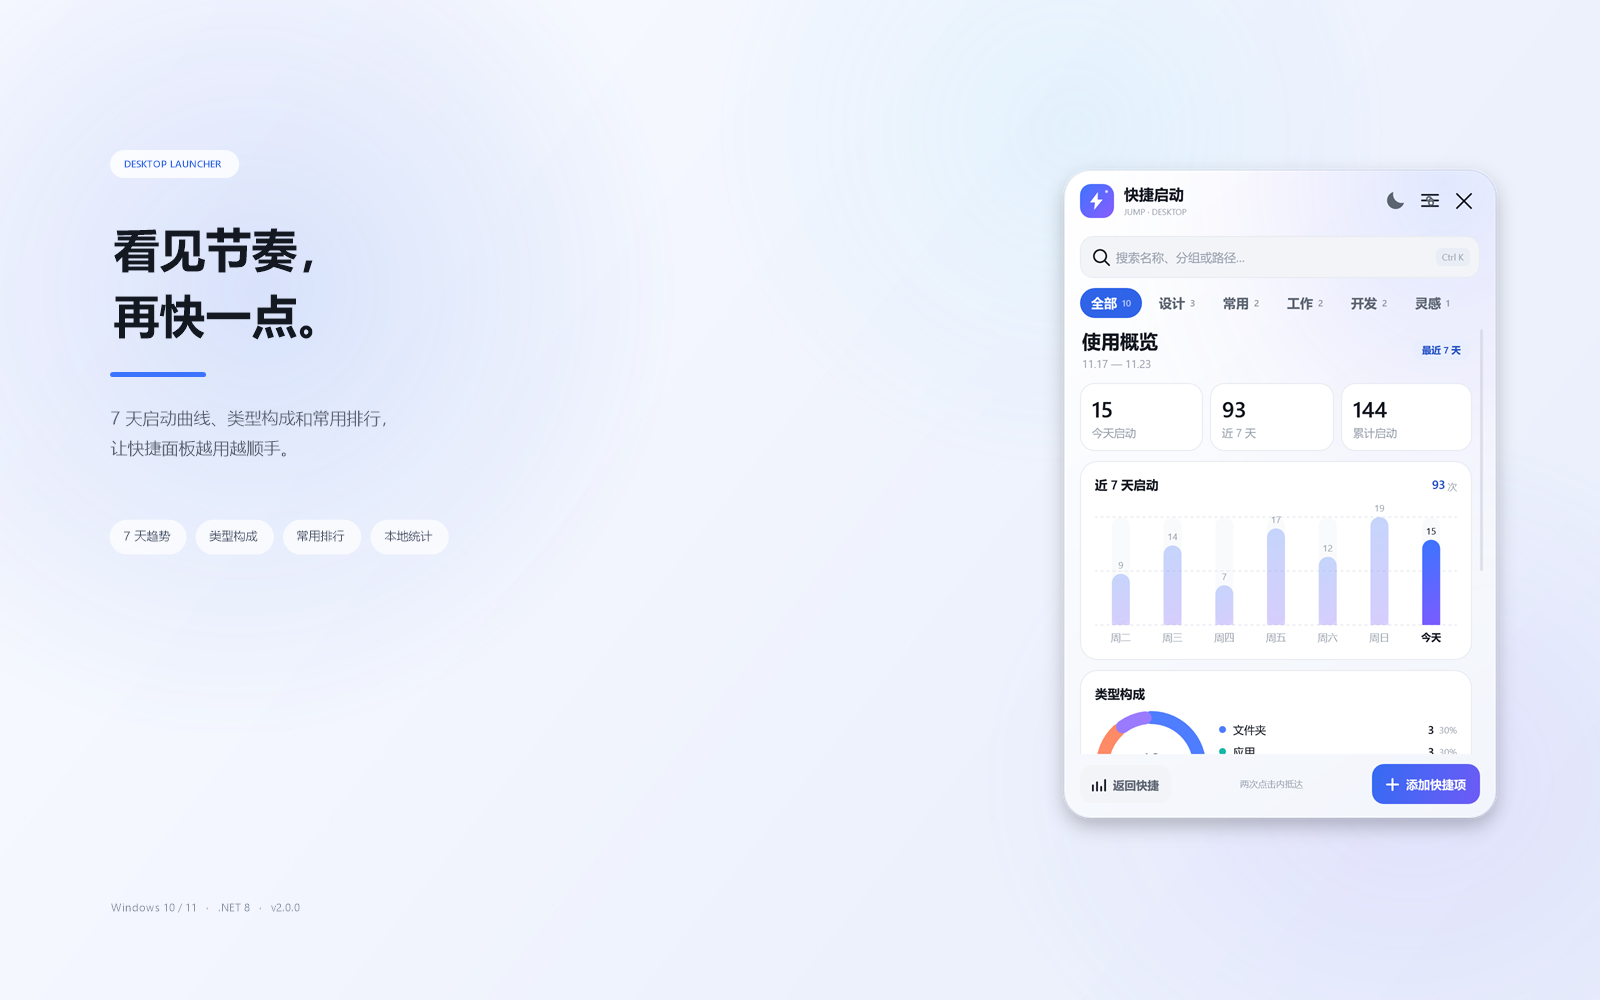 DESKTOP LAUNCHER
看见节奏，
再快一点。
7 天启动曲线、类型构成和常用排行，
让快捷面板越用越顺手。
7 天趋势 类型构成 常用排行 本地统计
Windows 10 / 11 · .NET 8 · v2.0.0
快捷启动
JUMP · DESKTOP
搜索名称、分组或路径... Ctrl K
全部 10 设计 3 常用 2 工作 2 开发 2 灵感 1
使用概览
最近 7 天
11.17 — 11.23
15 93 144
今天启动 近 7 天 累计启动
近 7 天启动 93 次
9 14 7 17 12 19 15
周二 周三 周四 周五 周六 周日 今天
类型构成
文件夹 3 30%
应用 3 30%
返回快捷 两次点击内抵达 添加快捷项